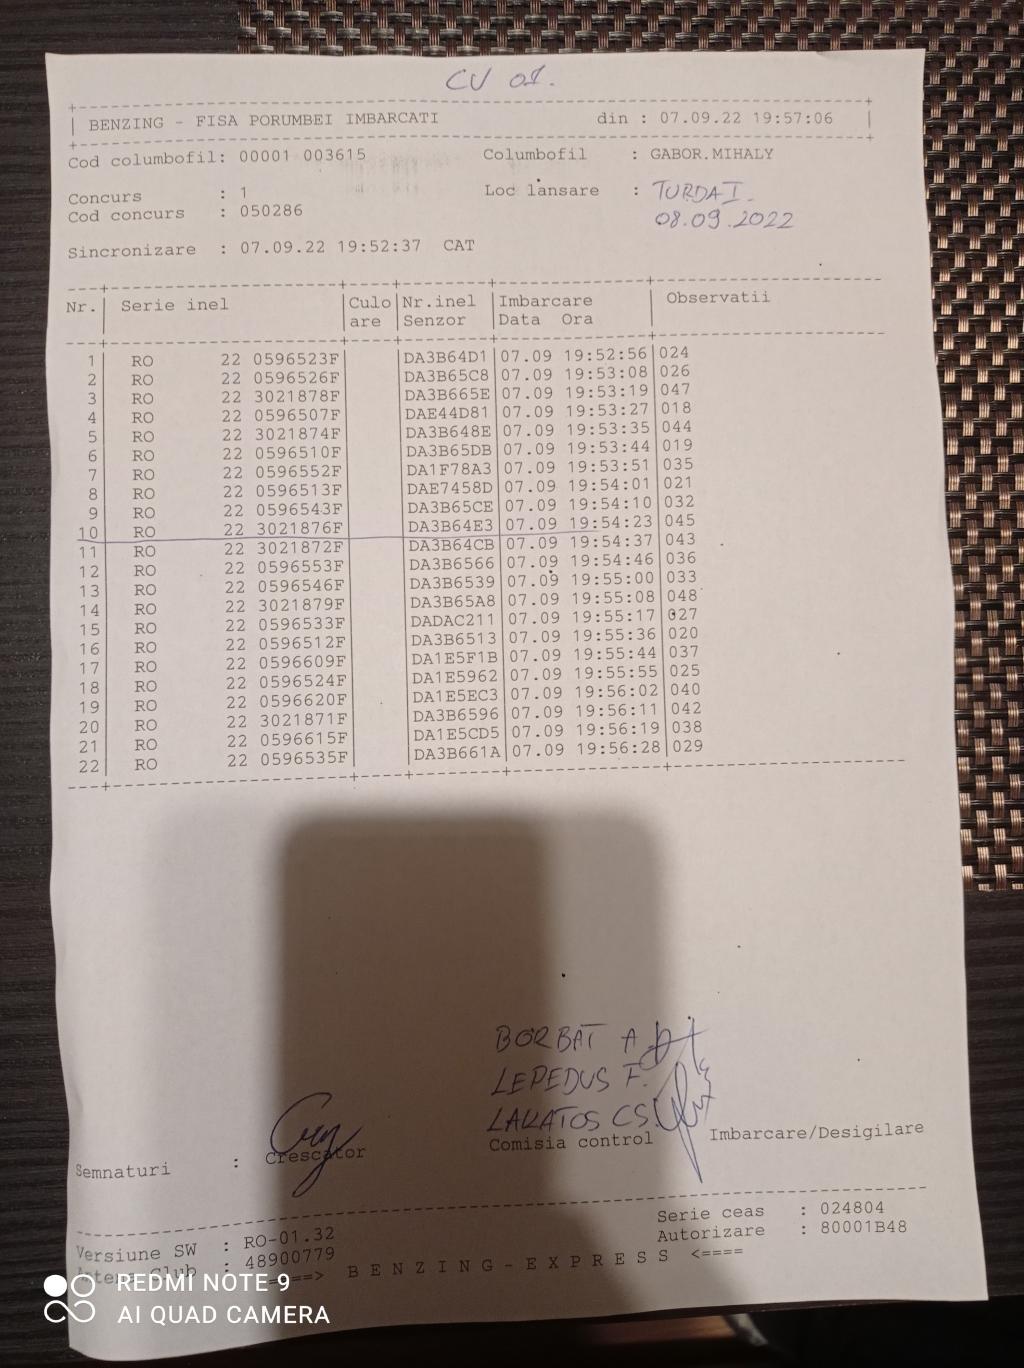 CU 01.
BENZING - FISA PORUMBEI IMBARCATI din : 07.09.22 19:57:06
Cod columbofil: 00001 003615 Columbofil : GABOR.MIHALY
Concurs : 1 Loc lansare : TURDA I.
Cod concurs : 050286 08.09.2022
Sincronizare : 07.09.22 19:52:37 CAT
Nr. Serie inel Culo Nr.inel Imbarcare Observatii
are Senzor Data Ora
1 RO 22 0596523F DA3B64D1 07.09 19:52:56 024
2 RO 22 0596526F DA3B65C8 07.09 19:53:08 026
3 RO 22 3021878F DA3B665E 07.09 19:53:19 047
4 RO 22 0596507F DAE44D81 07.09 19:53:27 018
5 RO 22 3021874F DA3B648E 07.09 19:53:35 044
6 RO 22 0596510F DA3B65DB 07.09 19:53:44 019
7 RO 22 0596552F DA1F78A3 07.09 19:53:51 035
8 RO 22 0596513F DAE7458D 07.09 19:54:01 021
9 RO 22 0596543F DA3B65CE 07.09 19:54:10 032
10 RO 22 3021876F DA3B64E3 07.09 19:54:23 045
11 RO 22 3021872F DA3B64CB 07.09 19:54:37 043
12 RO 22 0596553F DA3B6566 07.09 19:54:46 036
13 RO 22 0596546F DA3B6539 07.09 19:55:00 033
14 RO 22 3021879F DA3B65A8 07.09 19:55:08 048
15 RO 22 0596533F DADAC211 07.09 19:55:17 027
16 RO 22 0596512F DA3B6513 07.09 19:55:36 020
17 RO 22 0596609F DA1E5F1B 07.09 19:55:44 037
18 RO 22 0596524F DA1E5962 07.09 19:55:55 025
19 RO 22 0596620F DA1E5EC3 07.09 19:56:02 040
20 RO 22 3021871F DA3B6596 07.09 19:56:11 042
21 RO 22 0596615F DA1E5CD5 07.09 19:56:19 038
22 RO 22 0596535F DA3B661A 07.09 19:56:28 029
BORBAT A
LEPEDUS F.
LAKATOS CS.
Semnaturi : Crescator Comisia control Imbarcare/Desigilare
Versiune SW : RO-01.32 Serie ceas : 024804
Antena Club : 48900779 Autorizare : 80001B48
====> BENZING-EXPRESS <====
REDMI NOTE 9
AI QUAD CAMERA